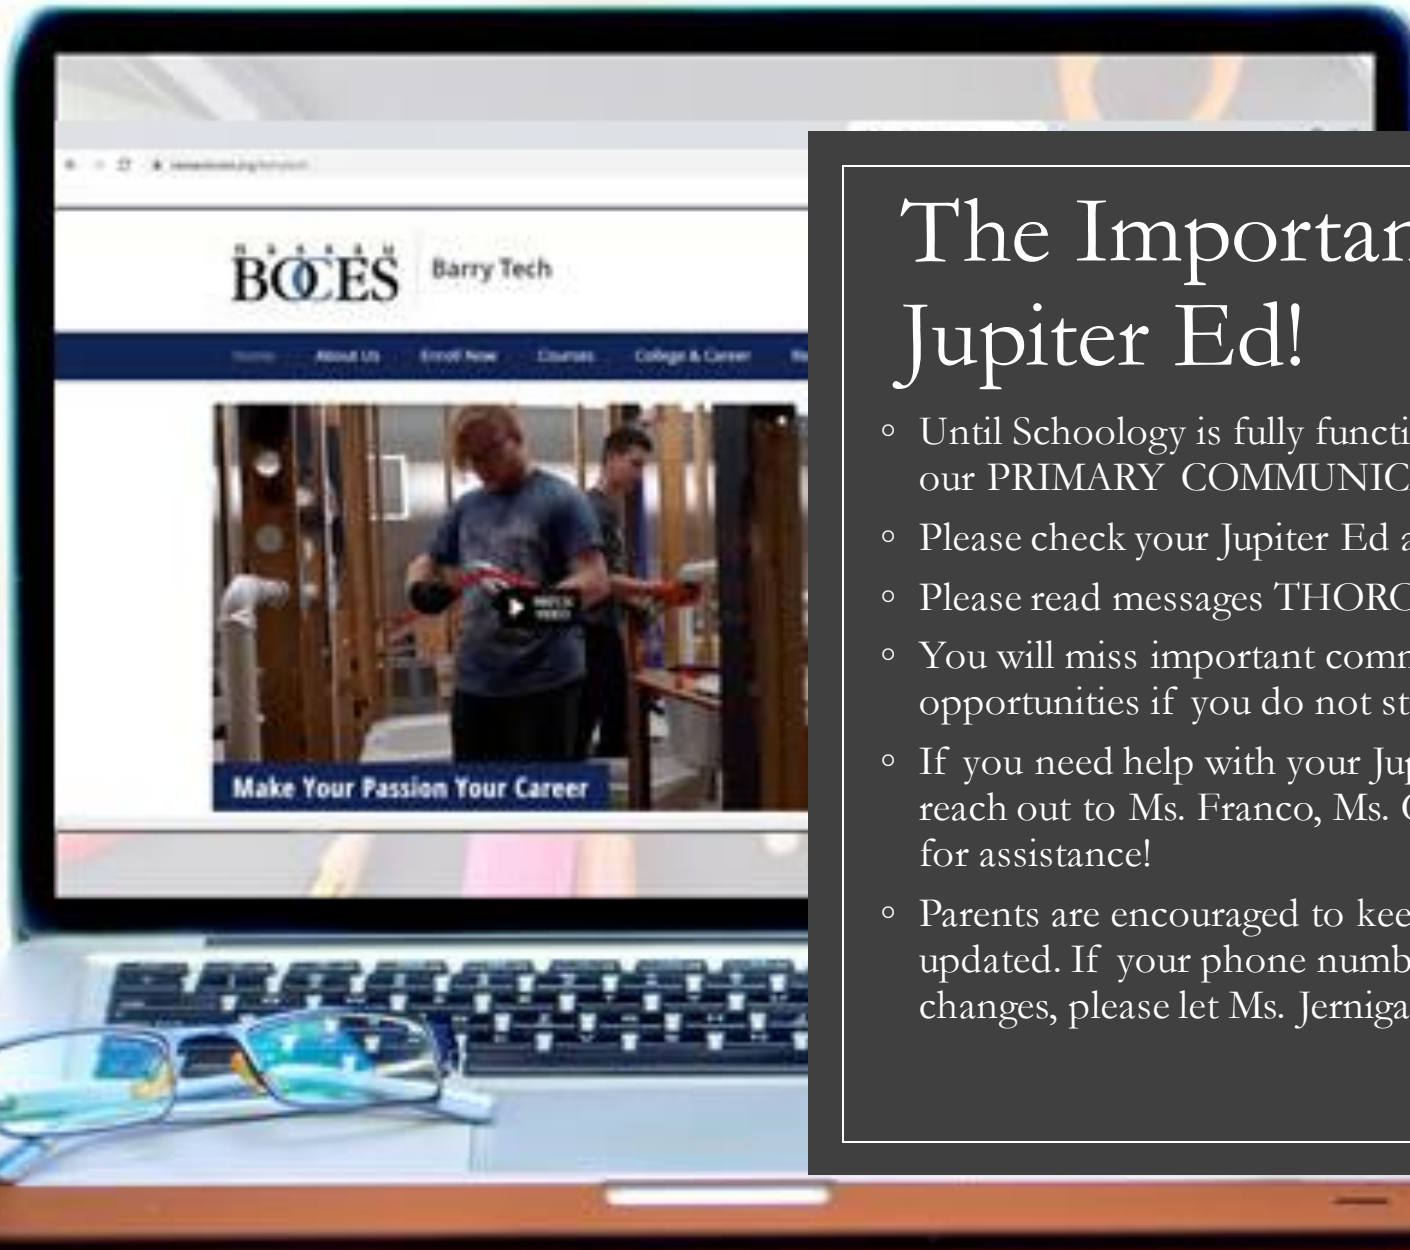 NASSAU
BOCES
Barry Tech
Home About Us Enroll Now Courses College & Career
WATCH
VIDEO
Make Your Passion Your Career
The Importan
Jupiter Ed!
◦ Until Schoology is fully functi
our PRIMARY COMMUNIC
◦ Please check your Jupiter Ed a
◦ Please read messages THORO
◦ You will miss important comm
opportunities if you do not st
◦ If you need help with your Jup
reach out to Ms. Franco, Ms. C
for assistance!
◦ Parents are encouraged to kee
updated. If your phone numb
changes, please let Ms. Jerniga